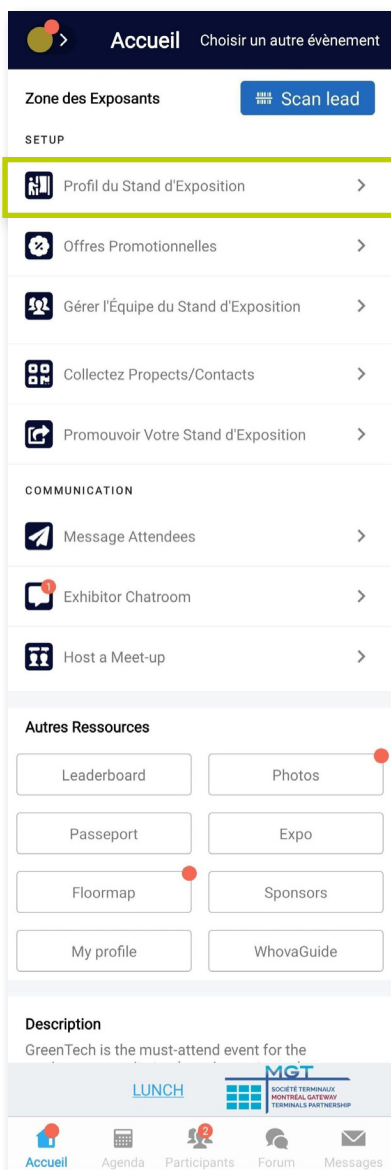 Accueil Choisir un autre évènement
Zone des Exposants Scan lead
SETUP
Profil du Stand d'Exposition
Offres Promotionnelles
Gérer l'Équipe du Stand d'Exposition
Collectez Propects/Contacts
Promouvoir Votre Stand d'Exposition
COMMUNICATION
Message Attendees
1
Exhibitor Chatroom
Host a Meet-up
Autres Ressources
Leaderboard Photos
Passeport Expo
Floormap Sponsors
My profile WhovaGuide
Description
GreenTech is the must-attend event for the
LUNCH
MGT
SOCIÉTÉ TERMINAUX
MONTRÉAL GATEWAY
TERMINALS PARTNERSHIP
2
Accueil Agenda Participants Forum Messages